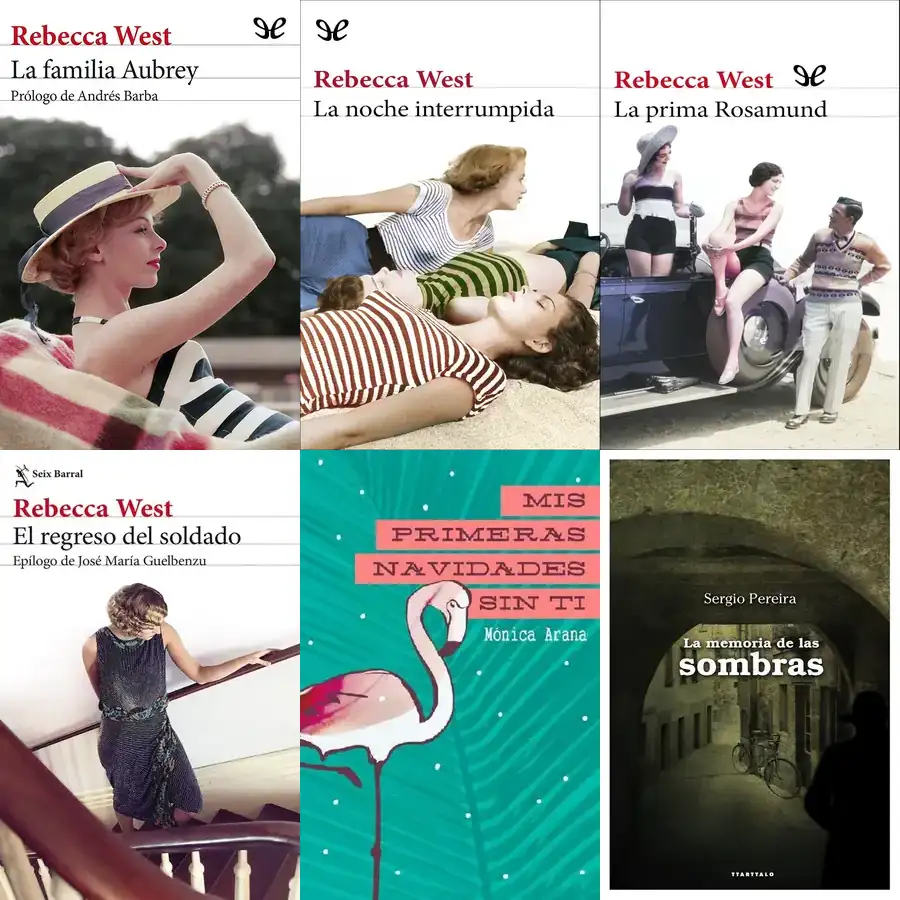 Rebecca West
La familia Aubrey
Prólogo de Andrés Barba
Rebecca West
La noche interrumpida
Rebecca West
La prima Rosamund
Seix Barral
Rebecca West
El regreso del soldado
Epílogo de José María Guelbenzu
MIS
PRIMERAS
NAVIDADES
SIN TI
Mónica Arana
Sergio Pereira
La memoria de las
sombras
TTARTTALO